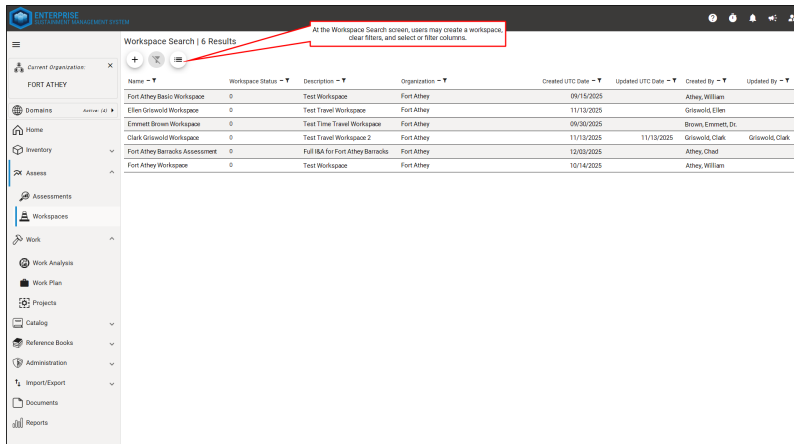 ENTERPRISE
SUSTAINMENT MANAGEMENT SYSTEM
At the Workspace Search screen, users may create a workspace,
clear filters, and select or filter columns.
Workspace Search | 6 Results
Current Organization:
FORT ATHEY
Domains Active: (4)
Home
Inventory
Assess
Assessments
Workspaces
Work
Work Analysis
Work Plan
Projects
Catalog
Reference Books
Administration
Import/Export
Documents
Reports
Name Workspace Status Description Organization Created UTC Date Updated UTC Date Created By Updated By
Fort Athey Basic Workspace 0 Test Workspace Fort Athey 09/15/2025 Athey, William
Ellen Griswold Workspace 0 Test Travel Workspace Fort Athey 11/13/2025 Griswold, Ellen
Emmett Brown Workspace 0 Test Time Travel Workspace Fort Athey 09/30/2025 Brown, Emmett, Dr.
Clark Griswold Workspace 0 Test Travel Workspace 2 Fort Athey 11/13/2025 11/13/2025 Griswold, Clark Griswold, Clark
Fort Athey Barracks Assessment 0 Full I&A for Fort Athey Barracks Fort Athey 12/03/2025 Athey, Chad
Fort Athey Workspace 0 Test Workspace Fort Athey 10/14/2025 Athey, William